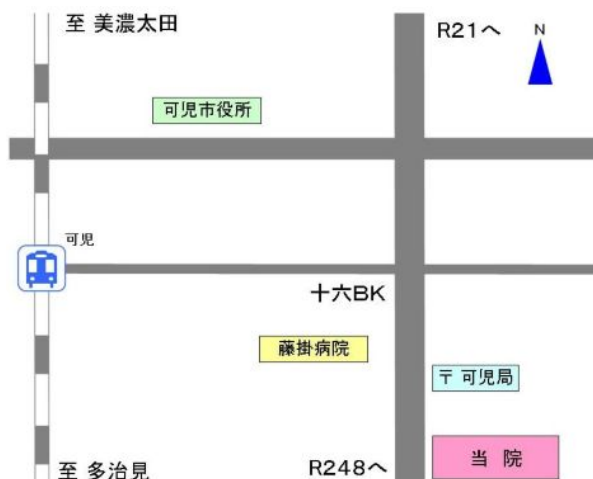 至 美濃太田
R21へ
N
可児市役所
可児
十六BK
藤掛病院
〒 可児局
当 院
至 多治見
R248へ